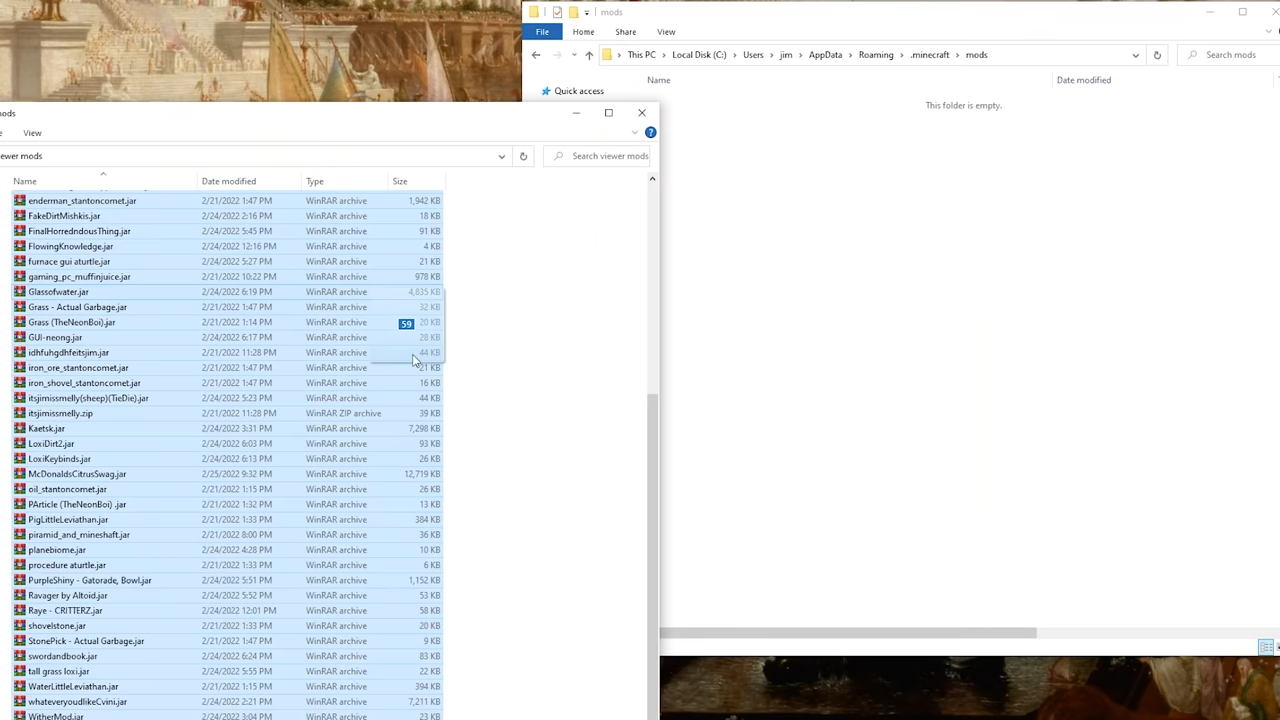 mods
File Home Share View
This PC Local Disk (C:) Users jim AppData Roaming .minecraft mods Search mods
Name Date modified
Quick access
This folder is empty.
mods
View
ewer mods Search viewer mods
Name Date modified Type Size
enderman_stantoncomet.jar 2/21/2022 1:47 PM WinRAR archive 1,942 KB
FakeDirtMishkis.jar 2/24/2022 2:16 PM WinRAR archive 18 KB
FinalHorredndousThing.jar 2/24/2022 5:45 PM WinRAR archive 91 KB
FlowingKnowledge.jar 2/24/2022 12:16 PM WinRAR archive 4 KB
furnace gui aturtle.jar 2/24/2022 5:27 PM WinRAR archive 21 KB
gaming_pc_muffinjuice.jar 2/21/2022 10:22 PM WinRAR archive 978 KB
Glassofwater.jar 2/24/2022 6:19 PM WinRAR archive 4,835 KB
Grass - Actual Garbage.jar 2/21/2022 1:47 PM WinRAR archive 32 KB
Grass (TheNeonBoi).jar 2/21/2022 1:14 PM WinRAR archive 59 20 KB
GUI-neong.jar 2/24/2022 6:17 PM WinRAR archive 28 KB
idhfuhgdhfeitsjim.jar 2/21/2022 11:28 PM WinRAR archive 44 KB
iron_ore_stantoncomet.jar 2/21/2022 1:47 PM WinRAR archive 21 KB
iron_shovel_stantoncomet.jar 2/21/2022 1:47 PM WinRAR archive 16 KB
itsjimissmelly(sheep)(TieDie).jar 2/24/2022 5:23 PM WinRAR archive 44 KB
itsjimissmelly.zip 2/21/2022 11:28 PM WinRAR ZIP archive 39 KB
Kaetsk.jar 2/24/2022 3:31 PM WinRAR archive 7,298 KB
LoxiDirt2.jar 2/24/2022 6:03 PM WinRAR archive 93 KB
LoxiKeybinds.jar 2/24/2022 6:13 PM WinRAR archive 26 KB
McDonaldsCitrusSwag.jar 2/25/2022 9:32 PM WinRAR archive 12,719 KB
oil_stantoncomet.jar 2/21/2022 1:15 PM WinRAR archive 26 KB
PArticle (TheNeonBoi) .jar 2/21/2022 1:32 PM WinRAR archive 13 KB
PigLittleLeviathan.jar 2/21/2022 1:33 PM WinRAR archive 384 KB
piramid_and_mineshaft.jar 2/21/2022 8:00 PM WinRAR archive 36 KB
planebiome.jar 2/24/2022 4:28 PM WinRAR archive 10 KB
procedure aturtle.jar 2/21/2022 1:33 PM WinRAR archive 6 KB
PurpleShiny - Gatorade, Bowl.jar 2/24/2022 5:51 PM WinRAR archive 1,152 KB
Ravager by Altoid.jar 2/24/2022 5:52 PM WinRAR archive 53 KB
Raye - CRITTERZ.jar 2/24/2022 12:01 PM WinRAR archive 58 KB
shovelstone.jar 2/21/2022 1:33 PM WinRAR archive 20 KB
StonePick - Actual Garbage.jar 2/21/2022 1:47 PM WinRAR archive 9 KB
swordandbook.jar 2/24/2022 6:24 PM WinRAR archive 83 KB
tall grass loxi.jar 2/24/2022 5:55 PM WinRAR archive 22 KB
WaterLittleLeviathan.jar 2/21/2022 1:15 PM WinRAR archive 394 KB
whateveryoudlikeCvini.jar 2/24/2022 2:21 PM WinRAR archive 7,211 KB
WitherMod.jar 2/24/2022 3:04 PM WinRAR archive 23 KB